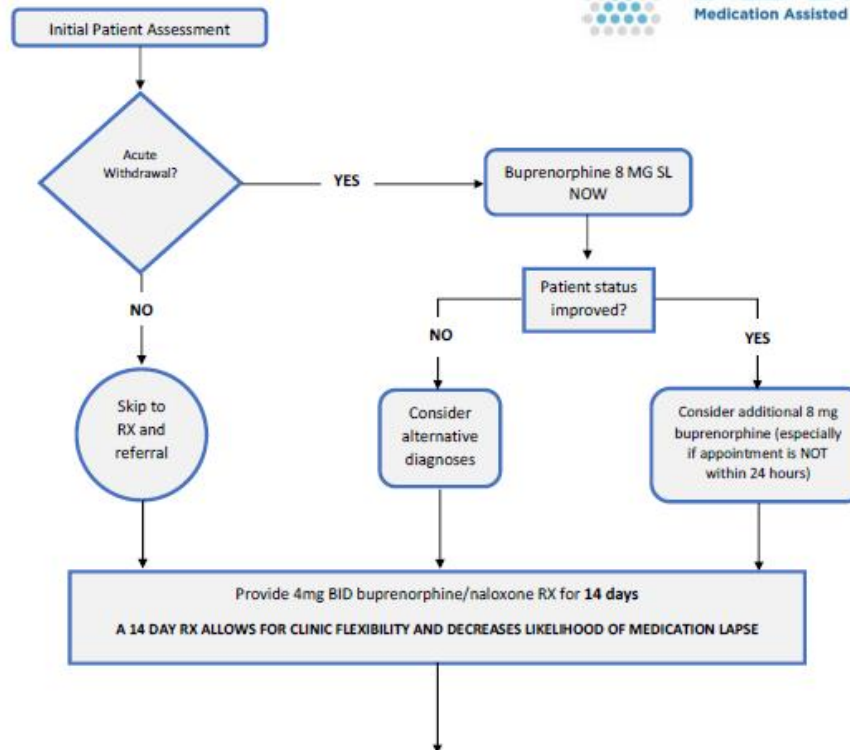 Medication Assisted
Initial Patient Assessment
Acute
Withdrawal?
YES
Buprenorphine 8 MG SL
NOW
Patient status
improved?
NO
NO
YES
Skip to
RX and
referral
Consider
alternative
diagnoses
Consider additional 8 mg
buprenorphine (especially
if appointment is NOT
within 24 hours)
Provide 4mg BID buprenorphine/naloxone RX for 14 days
A 14 DAY RX ALLOWS FOR CLINIC FLEXIBILITY AND DECREASES LIKELIHOOD OF MEDICATION LAPSE